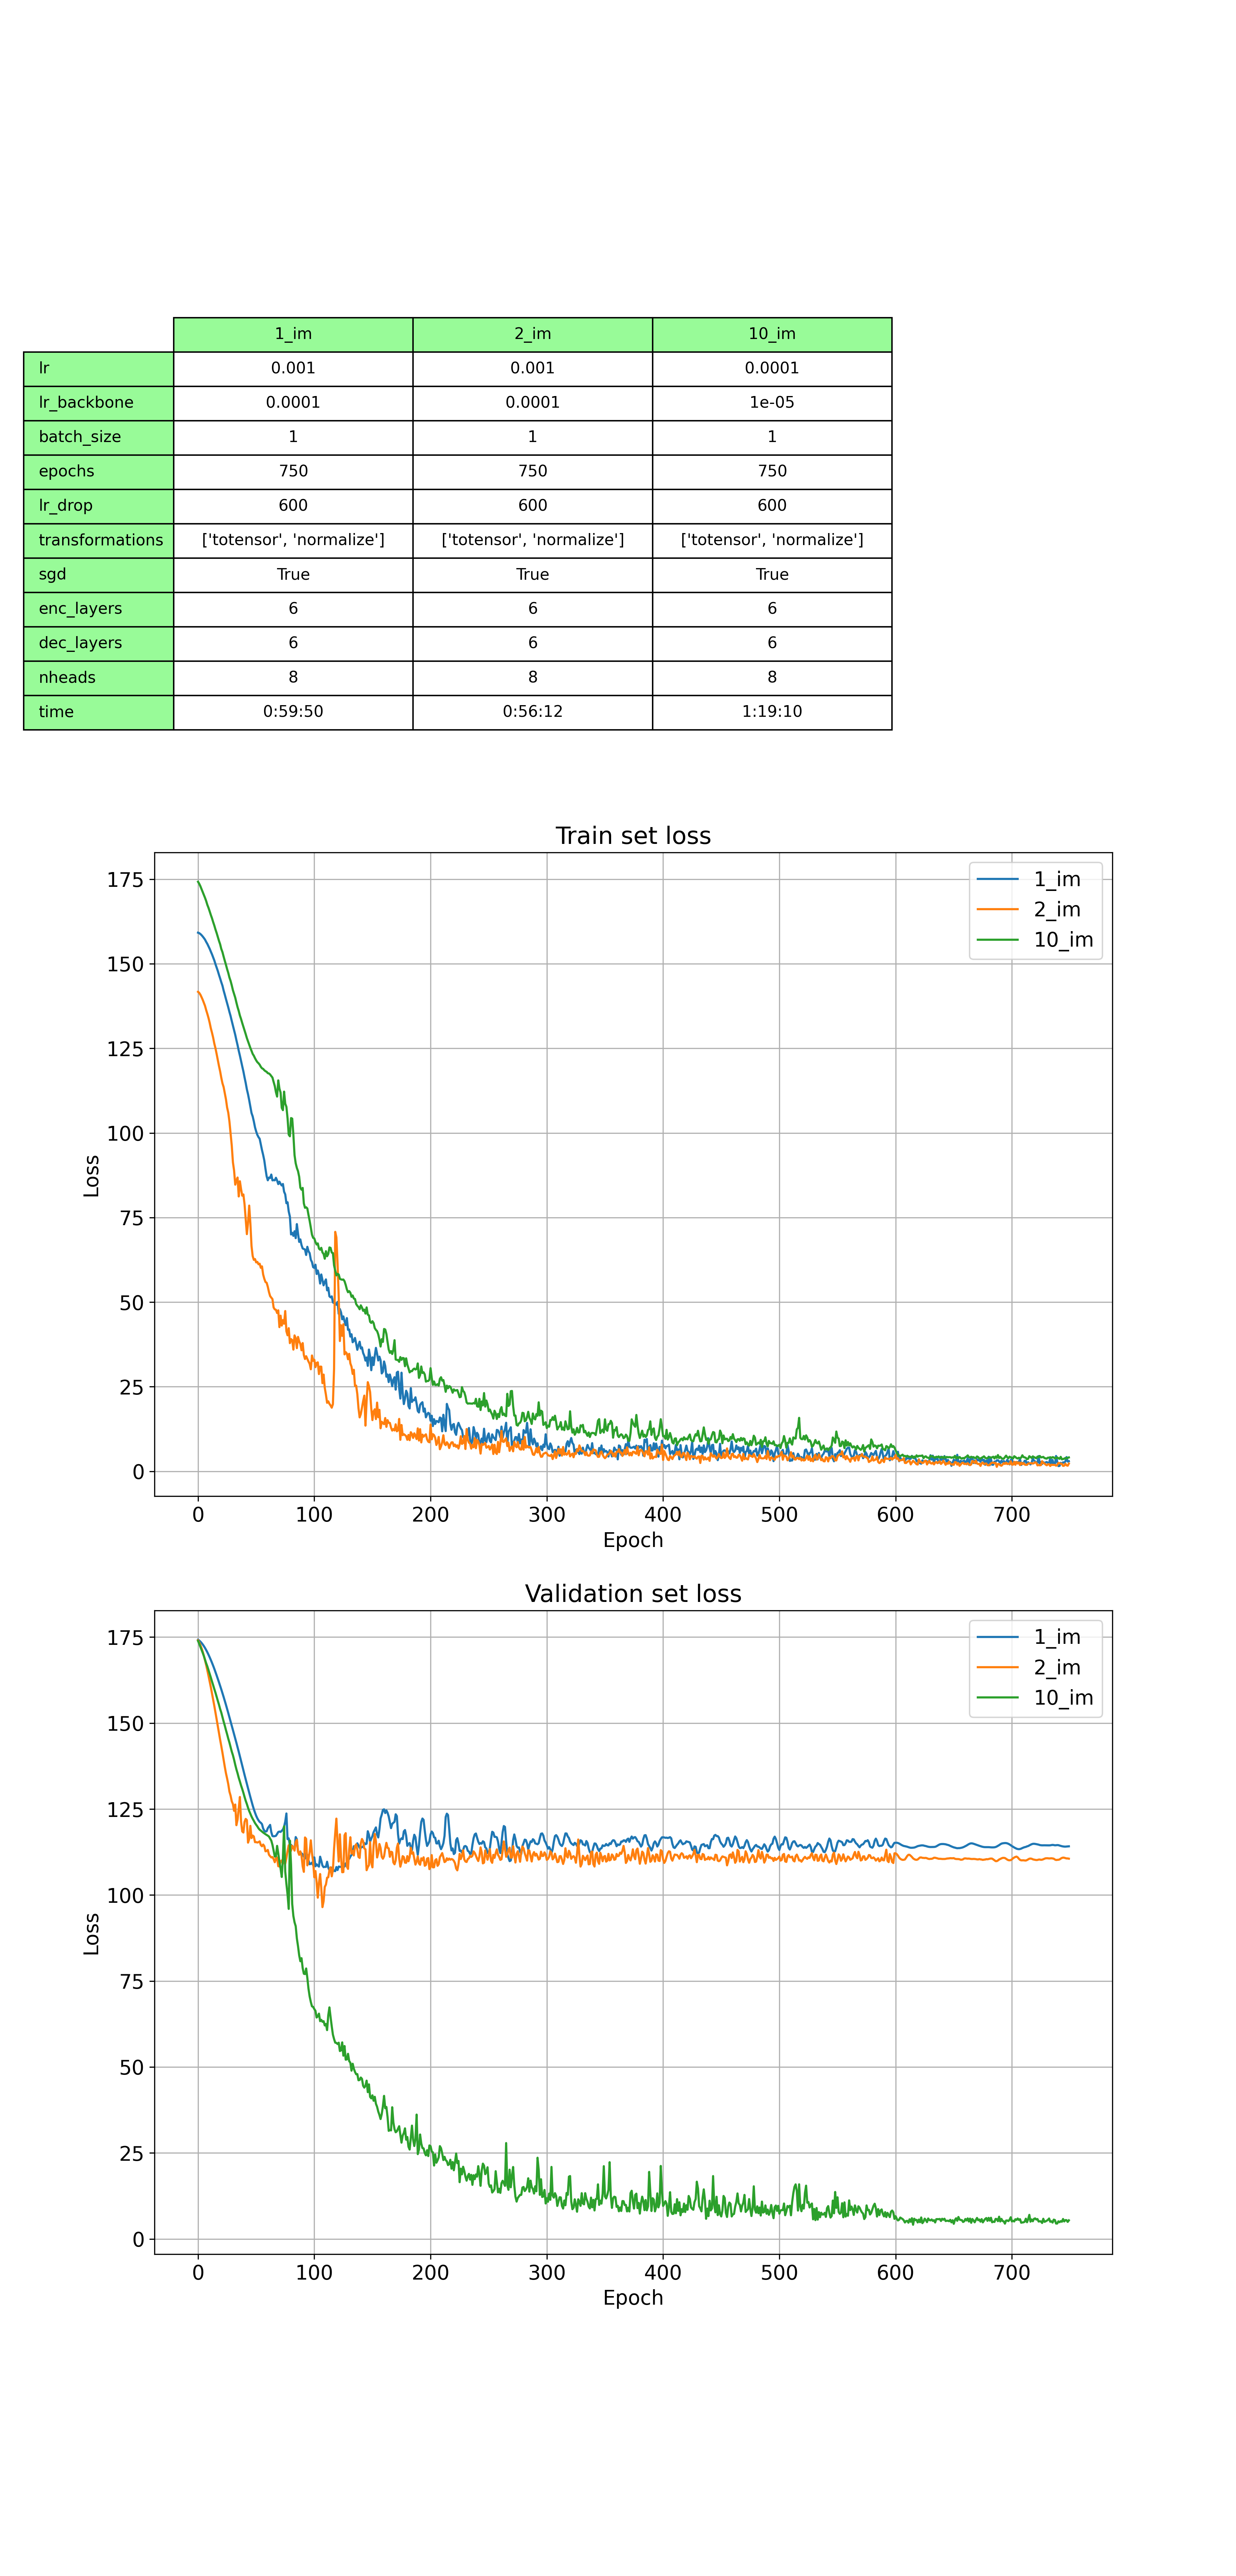 1_im 2_im 10_im
lr 0.001 0.001 0.0001
lr_backbone 0.0001 0.0001 1e-05
batch_size 1 1 1
epochs 750 750 750
lr_drop 600 600 600
transformations ['totensor', 'normalize'] ['totensor', 'normalize'] ['totensor', 'normalize']
sgd True True True
enc_layers 6 6 6
dec_layers 6 6 6
nheads 8 8 8
time 0:59:50 0:56:12 1:19:10
Train set loss
175
150
125
100
75
50
25
0
Loss
1_im
2_im
10_im
0 100 200 300 400 500 600 700
Epoch
Validation set loss
175
150
125
100
75
50
25
0
Loss
1_im
2_im
10_im
0 100 200 300 400 500 600 700
Epoch